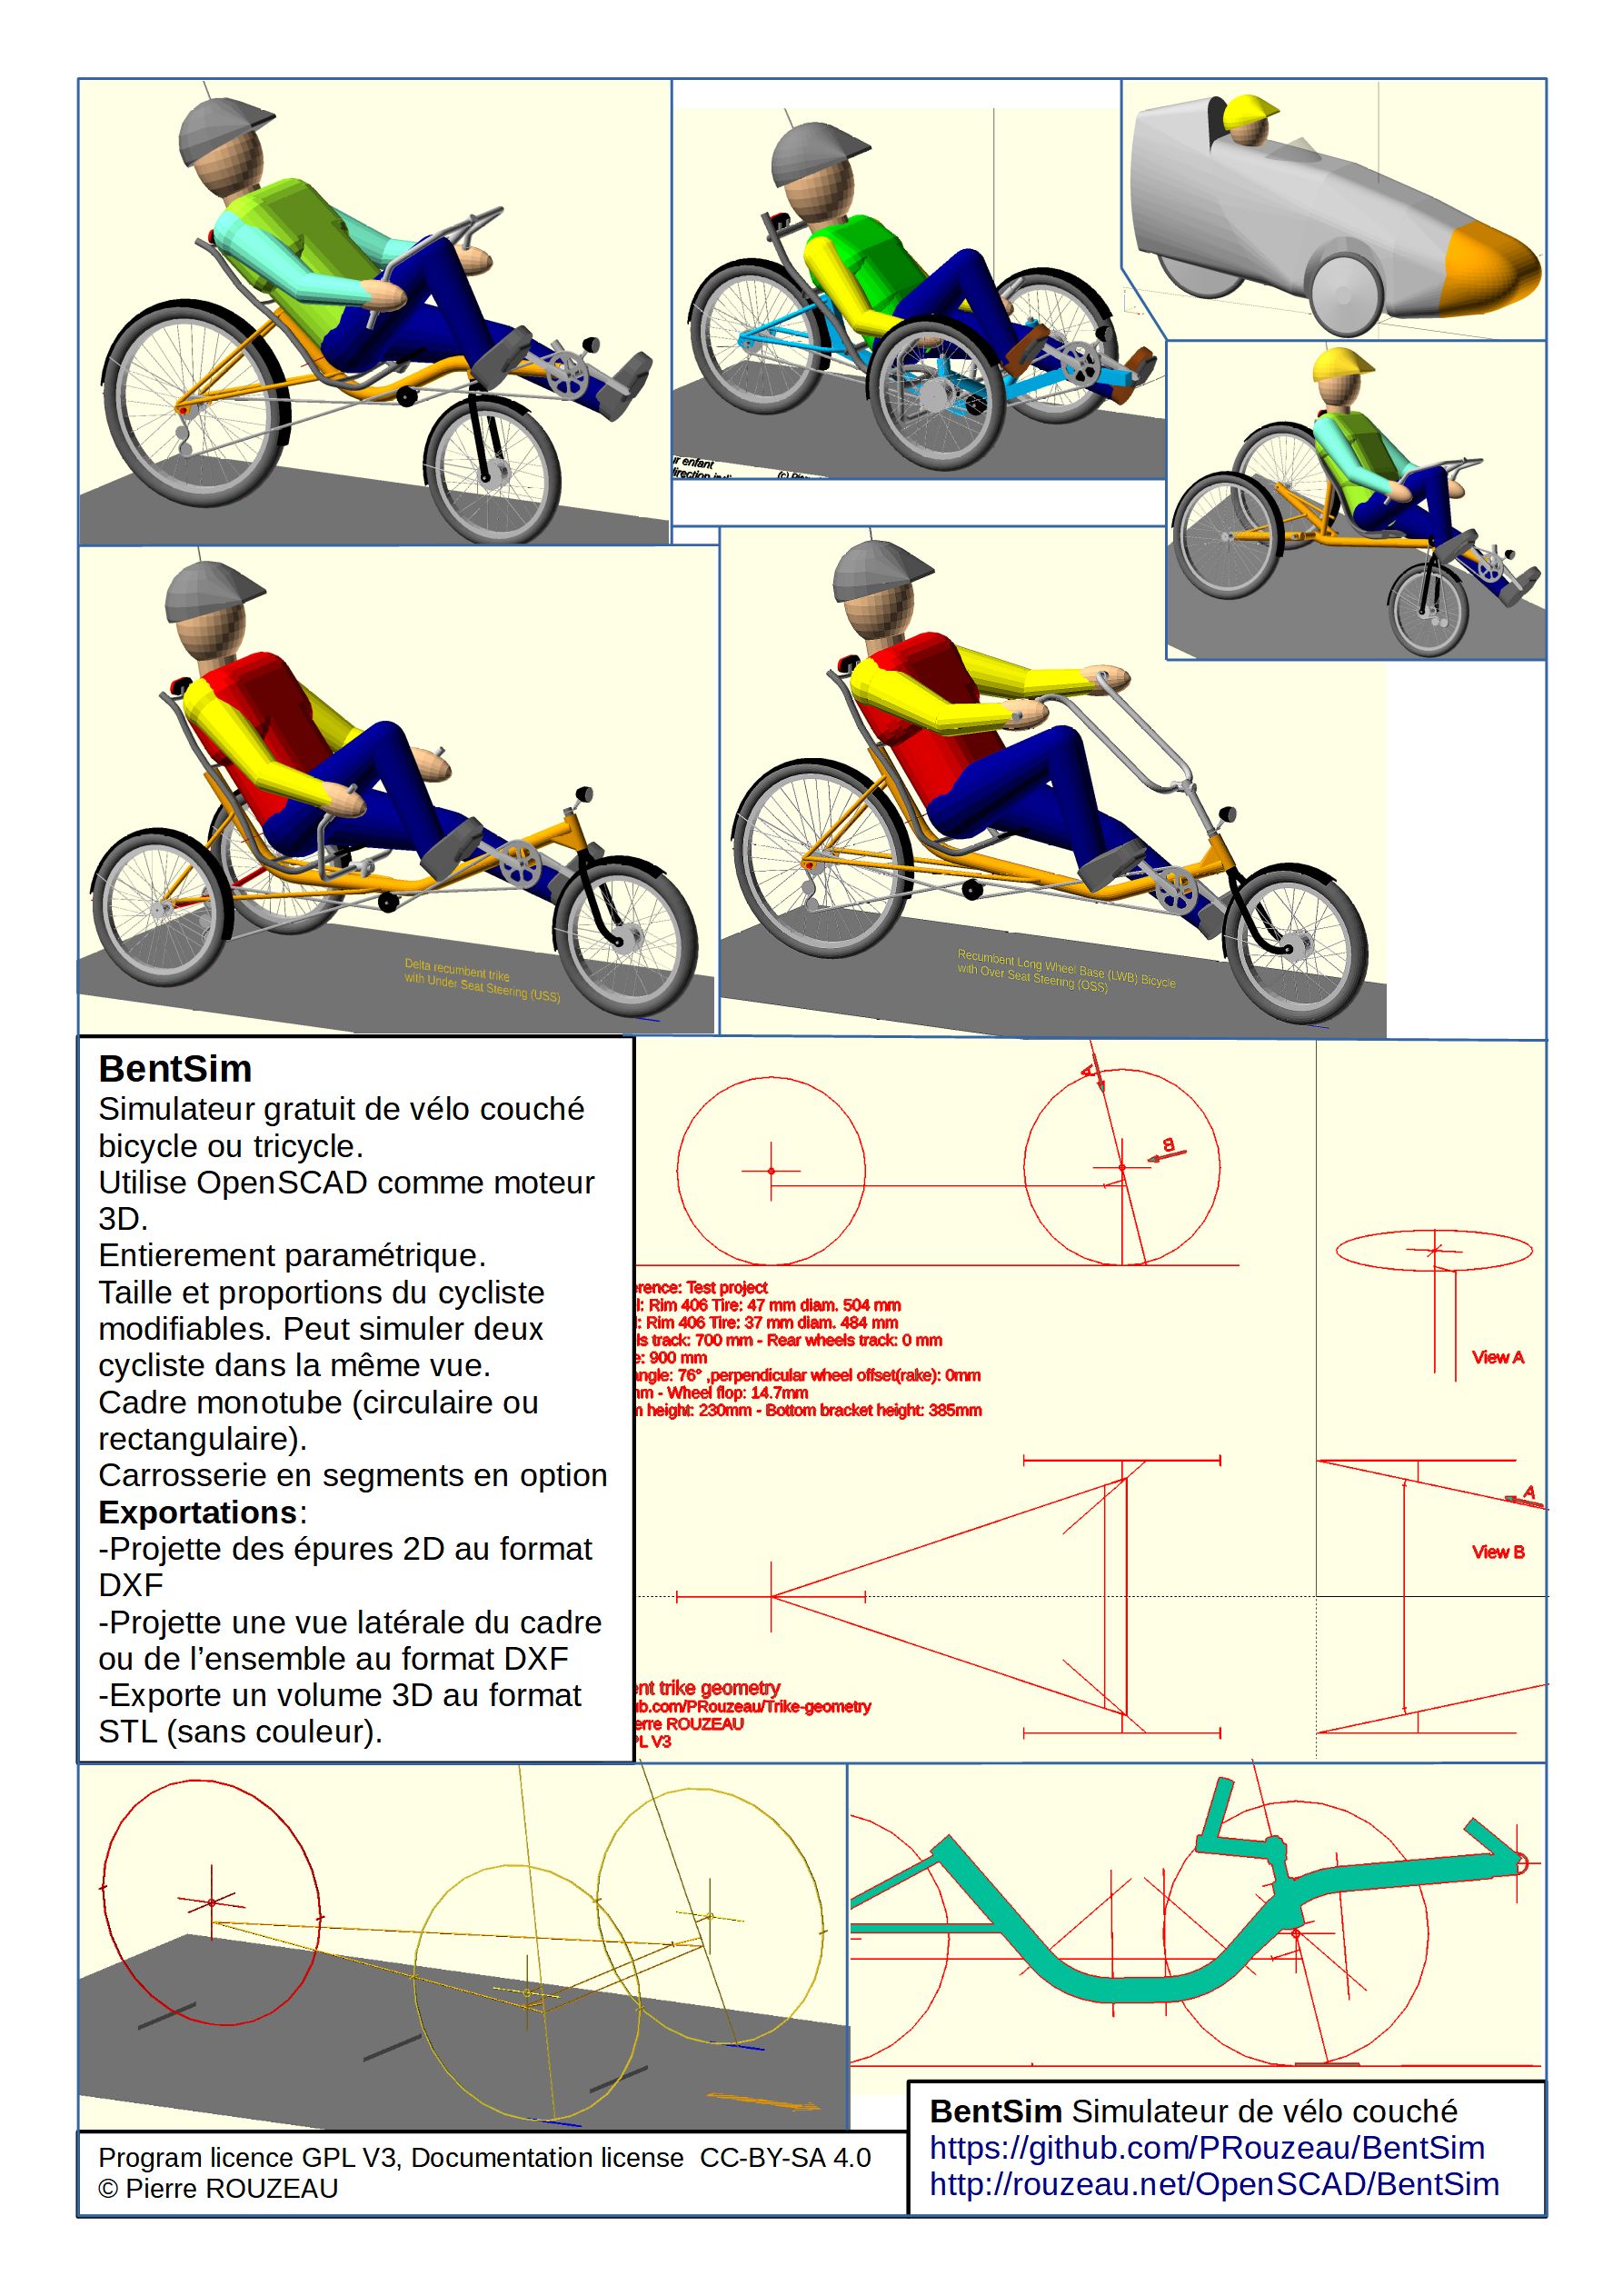 ur enfant
Delta recumbent trike
with Under Seat Steering (USS)
Recumbent Long Wheel Base (LWB) Bicycle
with Over Seat Steering (OSS)
BentSim
Simulateur gratuit de vélo couché
bicycle ou tricycle.
Utilise OpenSCAD comme moteur
3D.
Entierement paramétrique.
Taille et proportions du cycliste
modifiables. Peut simuler deux
cycliste dans la même vue.
Cadre monotube (circulaire ou
rectangulaire).
Carrosserie en segments en option
Exportations:
-Projette des épures 2D au format
DXF
-Projette une vue latérale du cadre
ou de l’ensemble au format DXF
-Exporte un volume 3D au format
STL (sans couleur).
A
B
erence: Test project
l: Rim 406 Tire: 47 mm diam. 504 mm
: Rim 406 Tire: 37 mm diam. 484 mm
ls track: 700 mm - Rear wheels track: 0 mm
e: 900 mm
angle: 76° ,perpendicular wheel offset(rake): 0mm
nm - Wheel flop: 14.7mm
n height: 230mm - Bottom bracket height: 385mm
View A
A
View B
ent trike geometry
ub.com/PRouzeau/Trike-geometry
ierre ROUZEAU
PL V3
Program licence GPL V3, Documentation license CC-BY-SA 4.0
© Pierre ROUZEAU
BentSim Simulateur de vélo couché
https://github.com/PRouzeau/BentSim
http://rouzeau.net/OpenSCAD/BentSim